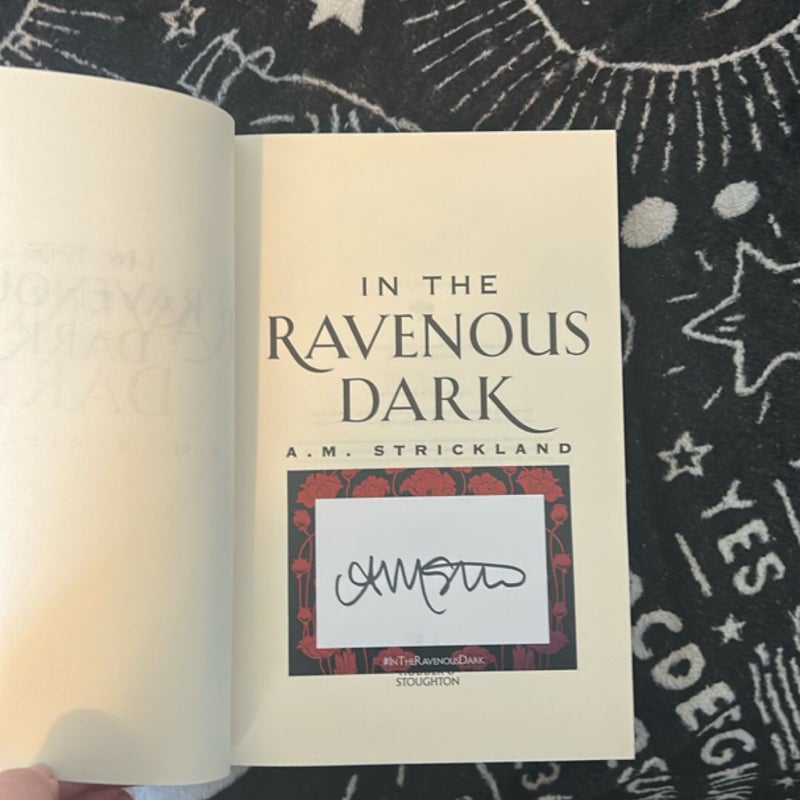 IN THE
RAVENOUS
DARK
A.M. STRICKLAND
#INTHERAVENOUSDARK
STOUGHTON
YES